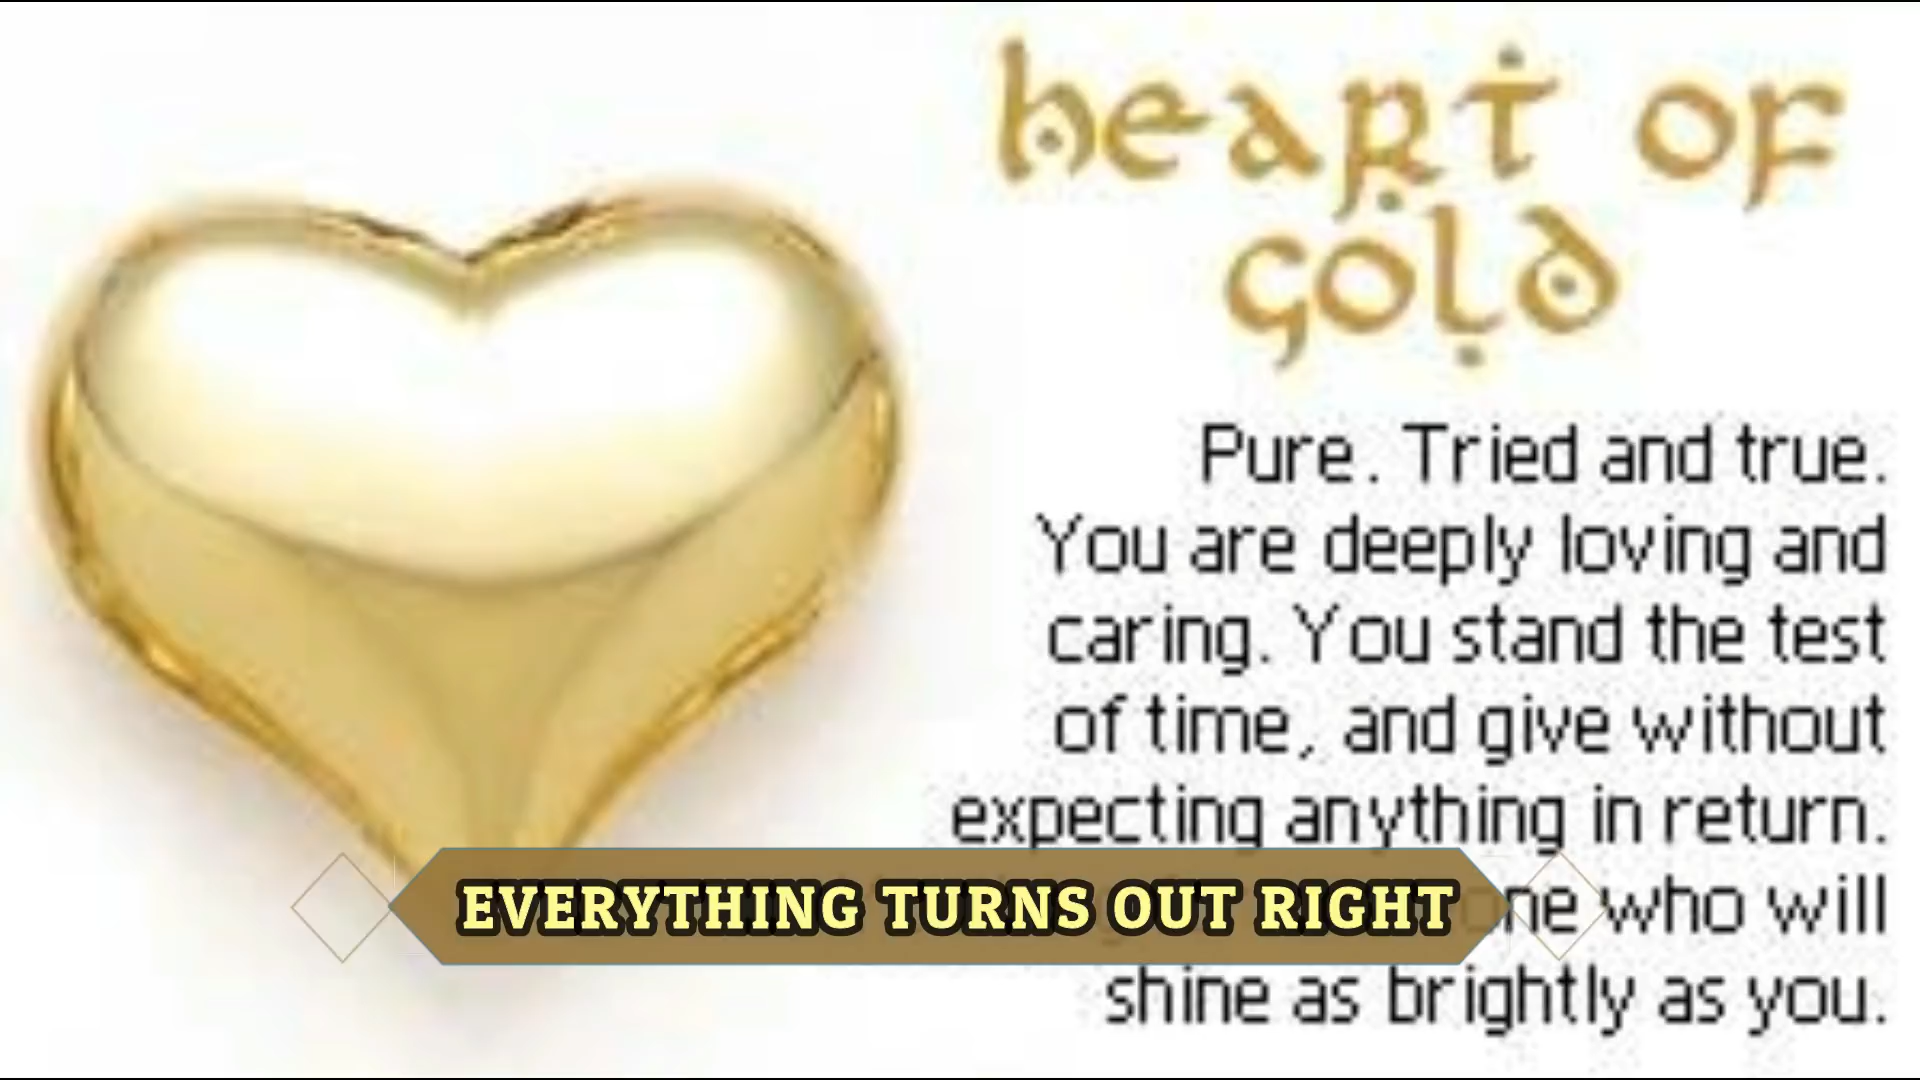 heart of
gold
Pure. Tried and true.
You are deeply loving and
caring. You stand the test
of time, and give without
expecting anything in return.
who will
EVERYTHING TURNS OUT RIGHT
shine as brightly as you.